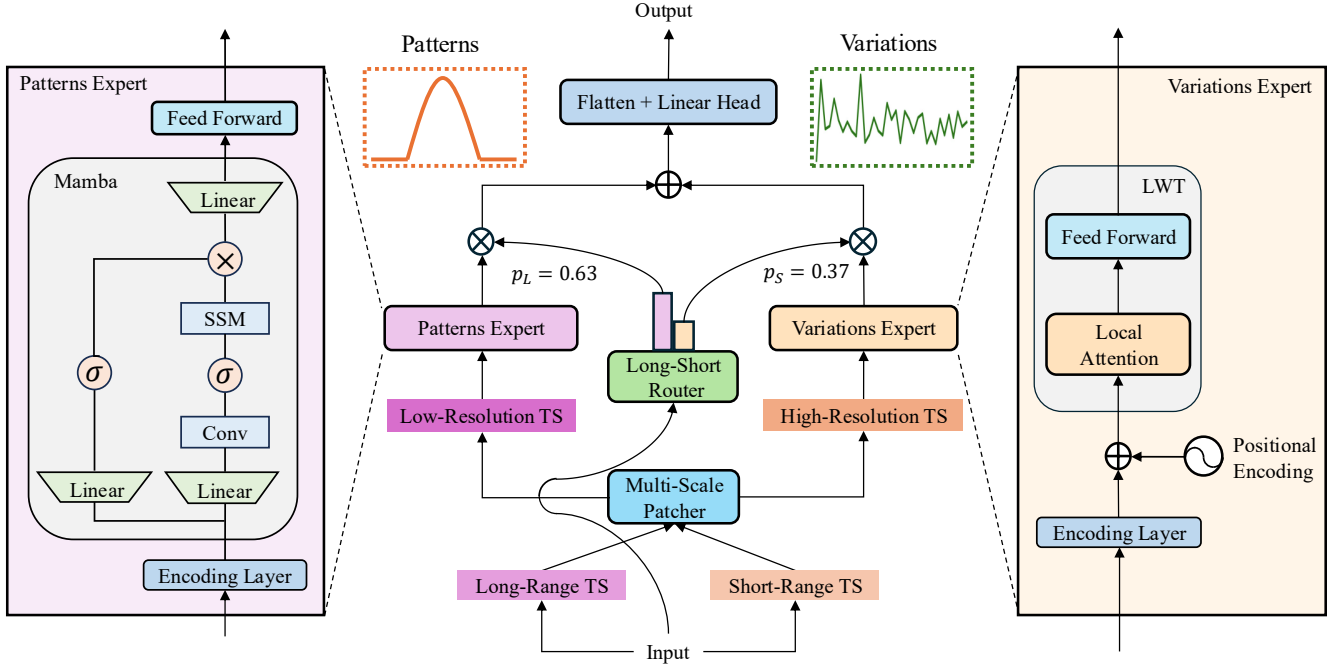 Output
Patterns
Variations
Patterns Expert
Feed Forward
Mamba
Linear
×
SSM
σ
σ
Conv
Linear
Linear
Encoding Layer
Flatten + Linear Head
p_L = 0.63
p_S = 0.37
Patterns Expert
Variations Expert
Long-Short
Router
Low-Resolution TS
High-Resolution TS
Multi-Scale
Patcher
Long-Range TS
Short-Range TS
Input
Variations Expert
LWT
Feed Forward
Local
Attention
Positional
Encoding
Encoding Layer